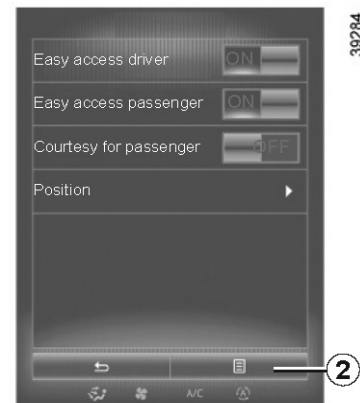 Easy access driver ON
Easy access passenger ON
Courtesy for passenger OFF
Position
2
A/C
A
39284